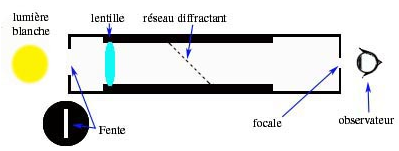 lumière
blanche
lentille
réseau diffractant
Fente
focale
observateur